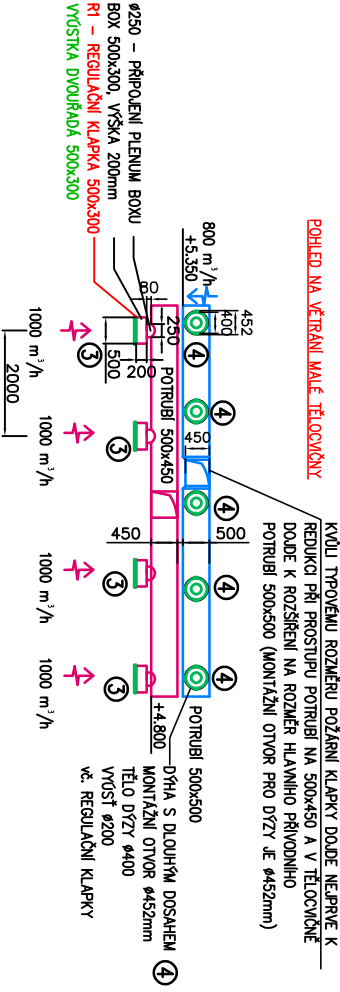 POHLED NA VĚTRÁNÍ MALÉ TĚLOCVIČNY
KVŮLI TYPOVÉMU ROZMĚRU POŽÁRNÍ KLAPKY DOJDE NEJPRVE K
REDUKCI PŘI PROSTUPU POTRUBÍ NA 500x450 A V TĚLOCVIČNĚ
DOJDE K ROZŠÍŘENÍ NA ROZMĚR HLAVNÍHO PŘÍVODNÍHO
POTRUBÍ 500x500 (MONTÁŽNÍ OTVOR PRO DÝZY JE ø452mm)
800 m³/h
+5.350
452
400
450
500
4
4
4
4
POTRUBÍ 500x500
POTRUBÍ 500x450
80
250
200
500
450
+4.800
ø250 – PŘIPOJENÍ PLENUM BOXU
BOX 500x300, VÝŠKA 200mm
R1 – REGULAČNÍ KLAPKA 500x300
VYÚSTKA DVOUŘADÁ 500x300
3
3
3
3
1000 m³/h
1000 m³/h
1000 m³/h
1000 m³/h
2000
DÝHA S DLOUHÝM DOSAHEM
MONTÁŽNÍ OTVOR ø452mm
TĚLO DÝZY ø400
VYÚSŤ ø200
vč. REGULAČNÍ KLAPKY
4